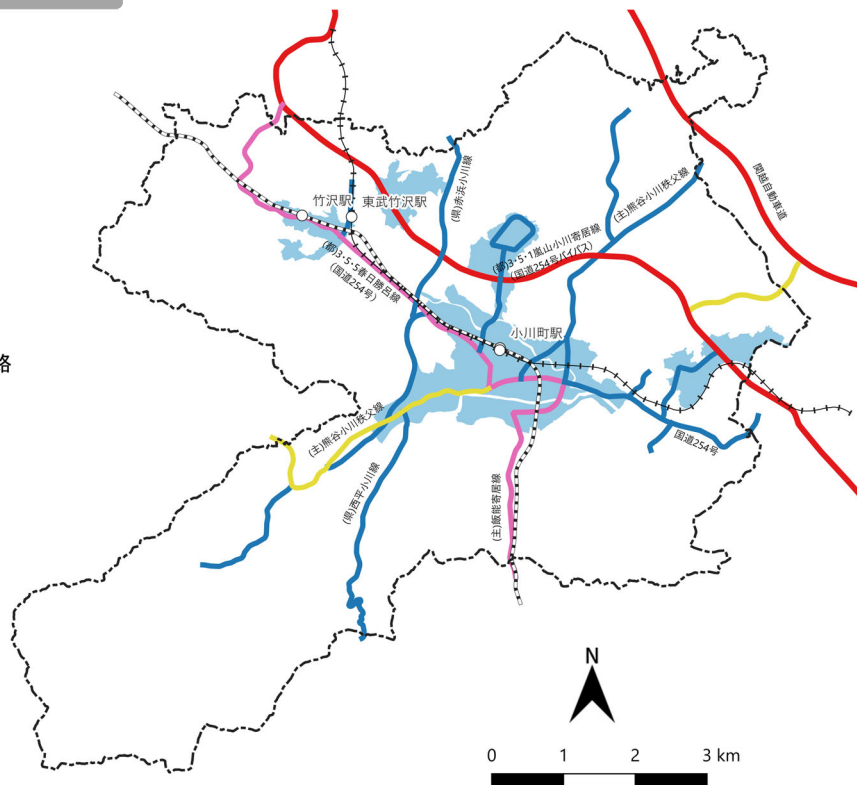 関越自動車道
(県)赤浜小川線
(主)熊谷小川秩父線
竹沢駅
東武竹沢駅
(都)3・5・1嵐山小川寄居線
(国道254号バイパス)
(都)3・5・5春日勝呂線
(国道254号)
小川町駅
路
(主)熊谷小川秩父線
国道254号
(県)西平小川線
(主)飯能寄居線
N
0 1 2 3 km